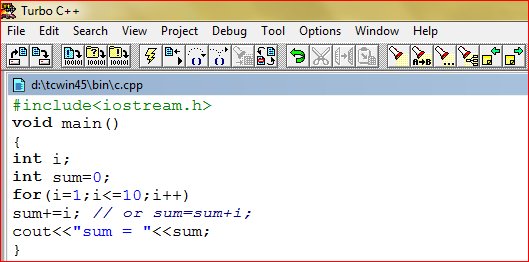 Turbo C++
File Edit Search View Project Debug Tool Options Window Help
A→B
d:\tcwin45\bin\c.cpp
#include<iostream.h>
void main()
{
int i;
int sum=0;
for(i=1;i<=10;i++)
sum+=i; // or sum=sum+i;
cout<<"sum = "<<sum;
}